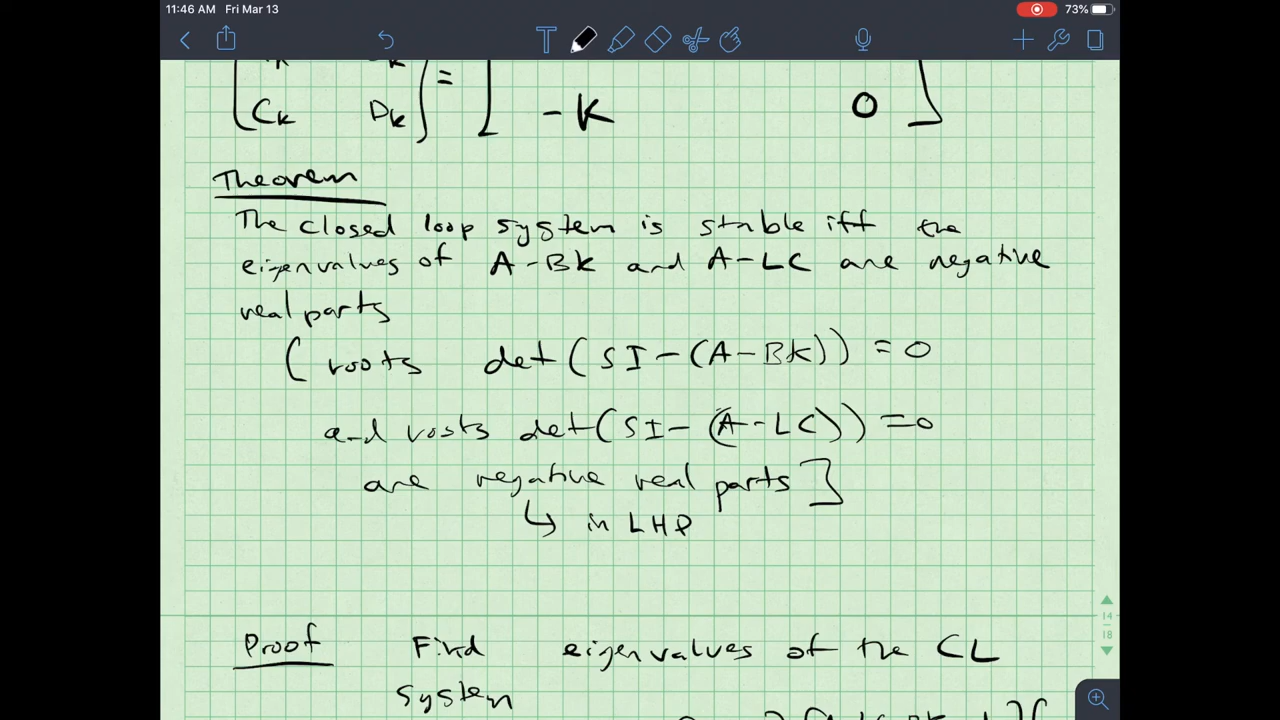 11:46 AM Fri Mar 13 73%
Ck Dk = -K 0
Theorem
The closed loop system is stable iff the
eigenvalues of A-BK and A-LC are negative
real parts
( roots det(SI-(A-BK)) = 0
and roots det(SI-(A-LC)) = 0
are negative real parts ]
↳ in LHP
14
18
Proof Find eigenvalues of the CL
system